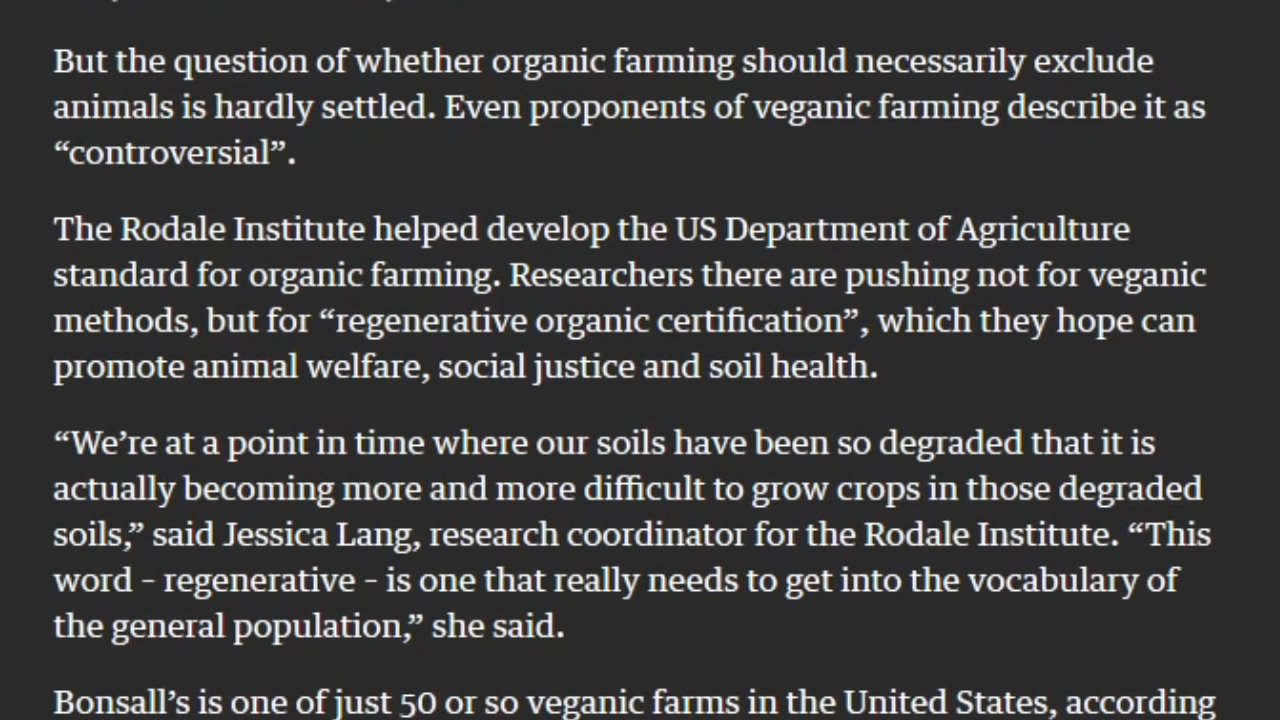 But the question of whether organic farming should necessarily exclude
animals is hardly settled. Even proponents of veganic farming describe it as
“controversial”.
The Rodale Institute helped develop the US Department of Agriculture
standard for organic farming. Researchers there are pushing not for veganic
methods, but for “regenerative organic certification”, which they hope can
promote animal welfare, social justice and soil health.
“We’re at a point in time where our soils have been so degraded that it is
actually becoming more and more difficult to grow crops in those degraded
soils,” said Jessica Lang, research coordinator for the Rodale Institute. “This
word – regenerative – is one that really needs to get into the vocabulary of
the general population,” she said.
Bonsall’s is one of just 50 or so veganic farms in the United States, according